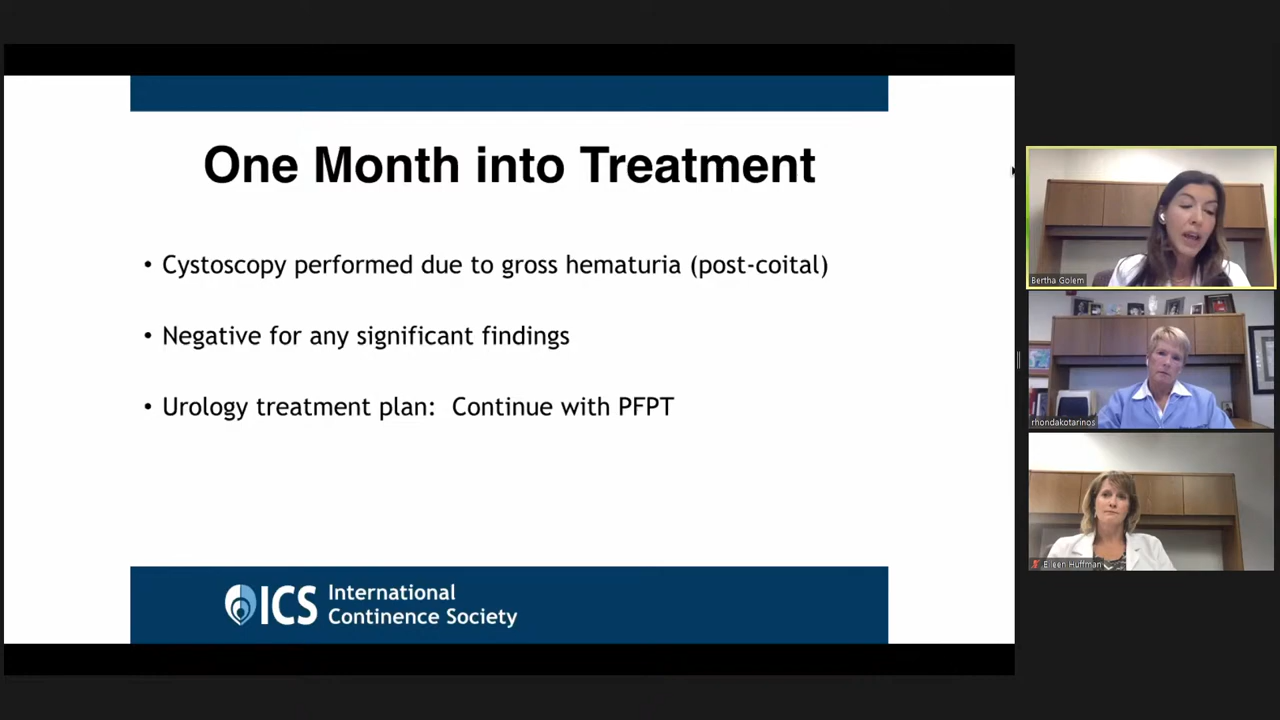 One Month into Treatment
• Cystoscopy performed due to gross hematuria (post-coital)
• Negative for any significant findings
• Urology treatment plan:  Continue with PFPT
ICS International
Continence Society
Bertha Golem
rhondakotarinos
Eileen Huffman